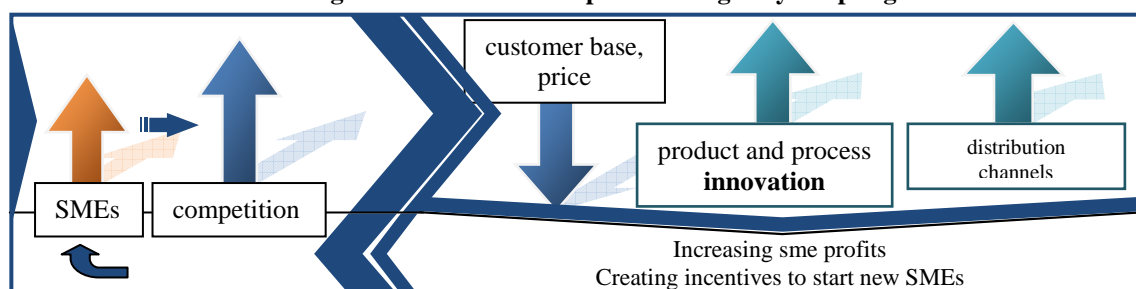 customer base,
price
product and process
innovation
distribution
channels
SMEs
competition
Increasing sme profits
Creating incentives to start new SMEs